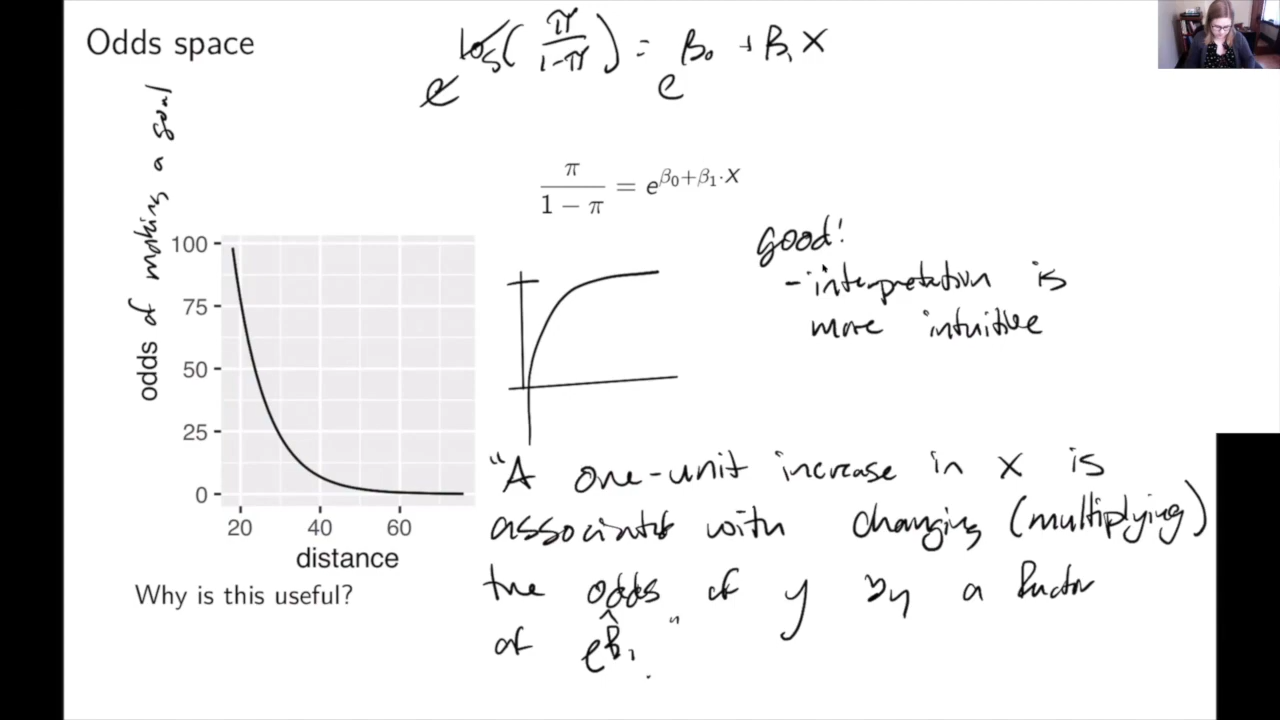 Odds space
e^{log(π/(1-π))} = e^{β₀ + β₁X}
π/(1 − π) = e^{β₀+β₁·X}
good!
- interpretation is
more intuitive
odds of making a goal
100
75
50
25
0
20 40 60
distance
Why is this useful?
"A one-unit increase in X is
associated with changing (multiplying)
the odds of y by a factor
of e^{β̂₁}."